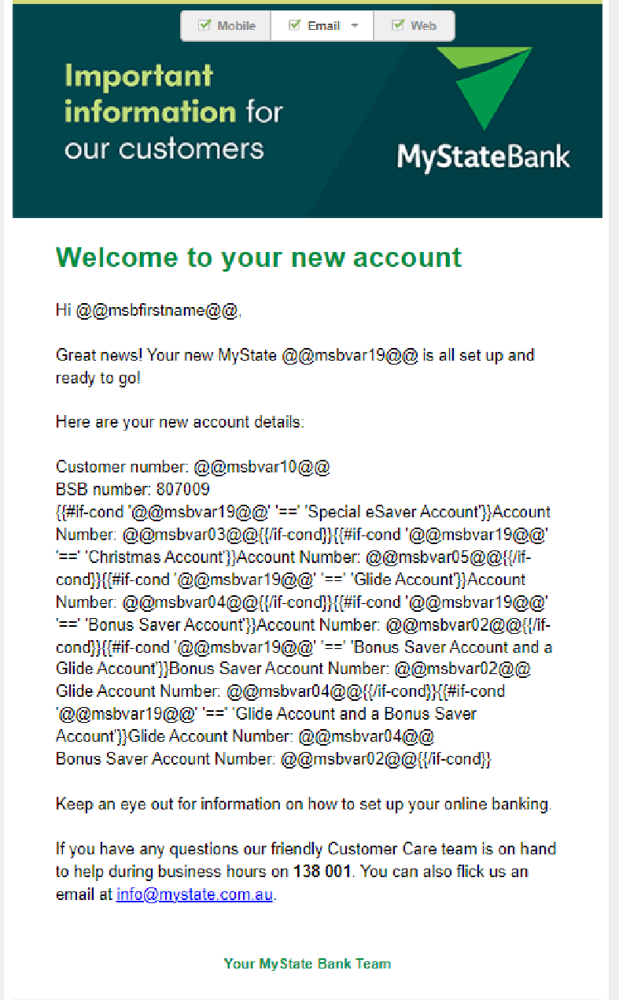 Mobile Email Web
Important
information for
our customers
MyStateBank
Welcome to your new account
Hi @@msbfirstname@@,
Great news! Your new MyState @@msbvar19@@ is all set up and
ready to go!
Here are your new account details:
Customer number: @@msbvar10@@
BSB number: 807009
{{#if-cond '@@msbvar19@@' '==' 'Special eSaver Account'}}Account
Number: @@msbvar03@@{{/if-cond}}{{#if-cond '@@msbvar19@@'
'==' 'Christmas Account'}}Account Number: @@msbvar05@@{{/if-
cond}}{{#if-cond '@@msbvar19@@' '==' 'Glide Account'}}Account
Number: @@msbvar04@@{{/if-cond}}{{#if-cond '@@msbvar19@@'
'==' 'Bonus Saver Account'}}Account Number: @@msbvar02@@{{/if-
cond}}{{#if-cond '@@msbvar19@@' '==' 'Bonus Saver Account and a
Glide Account'}}Bonus Saver Account Number: @@msbvar02@@
Glide Account Number: @@msbvar04@@{{/if-cond}}{{#if-cond
'@@msbvar19@@' '==' 'Glide Account and a Bonus Saver
Account'}}Glide Account Number: @@msbvar04@@
Bonus Saver Account Number: @@msbvar02@@{{/if-cond}}
Keep an eye out for information on how to set up your online banking.
If you have any questions our friendly Customer Care team is on hand
to help during business hours on 138 001. You can also flick us an
email at info@mystate.com.au.
Your MyState Bank Team